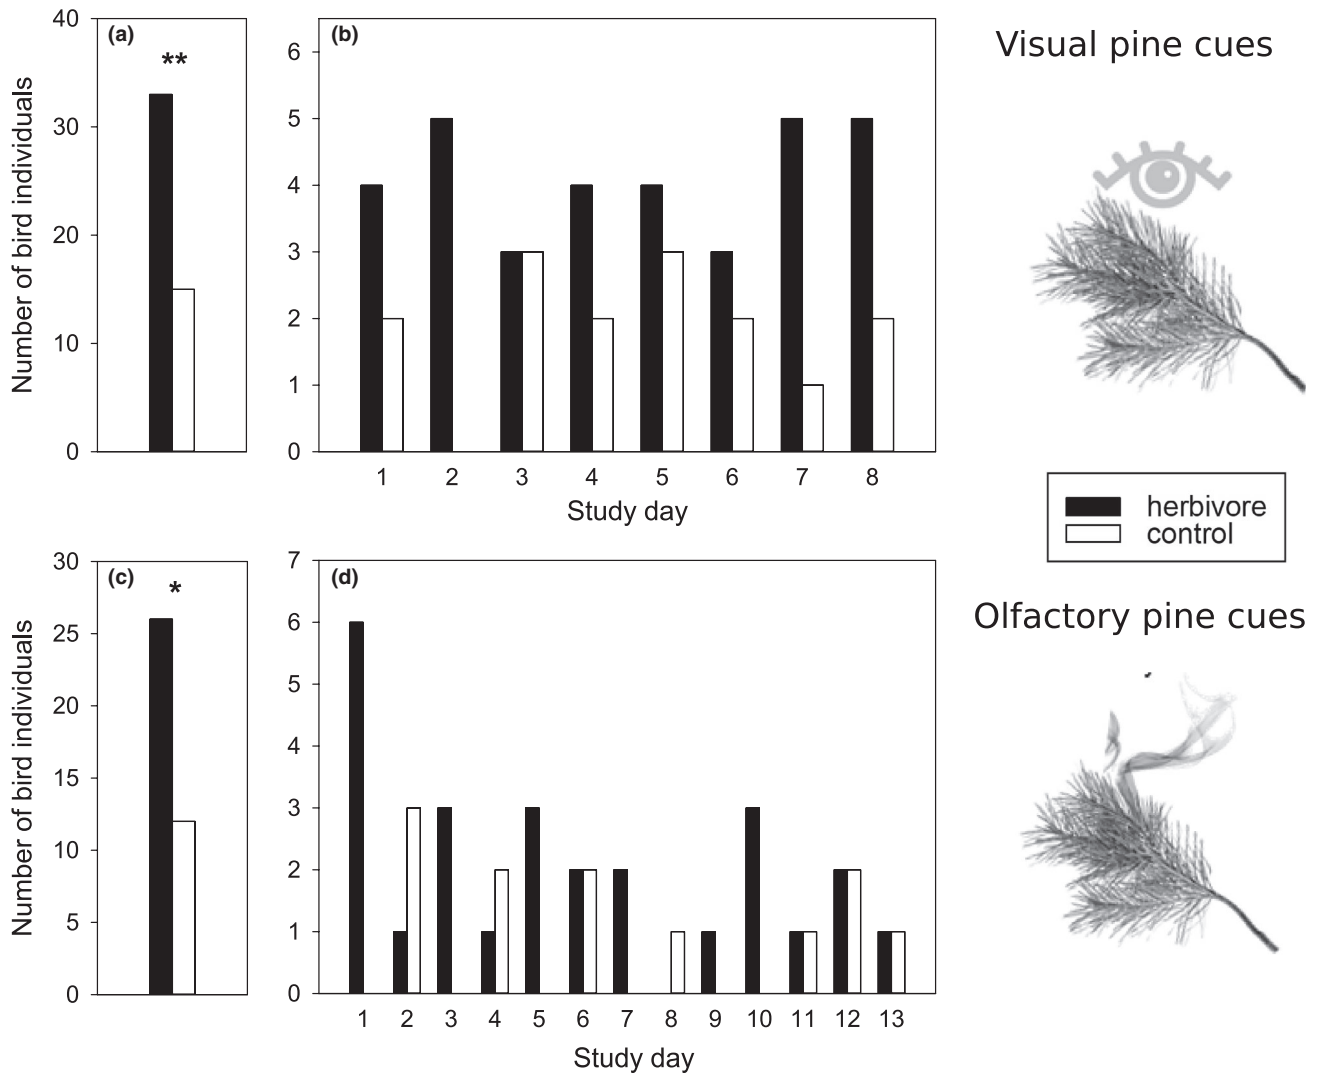 (a)
**
40
30
20
10
0
Number of bird individuals
(b)
6
5
4
3
2
1
0
1 2 3 4 5 6 7 8
Study day
Visual pine cues
herbivore
control
(c)
*
30
25
20
15
10
5
0
Number of bird individuals
(d)
7
6
5
4
3
2
1
0
1 2 3 4 5 6 7 8 9 10 11 12 13
Study day
Olfactory pine cues